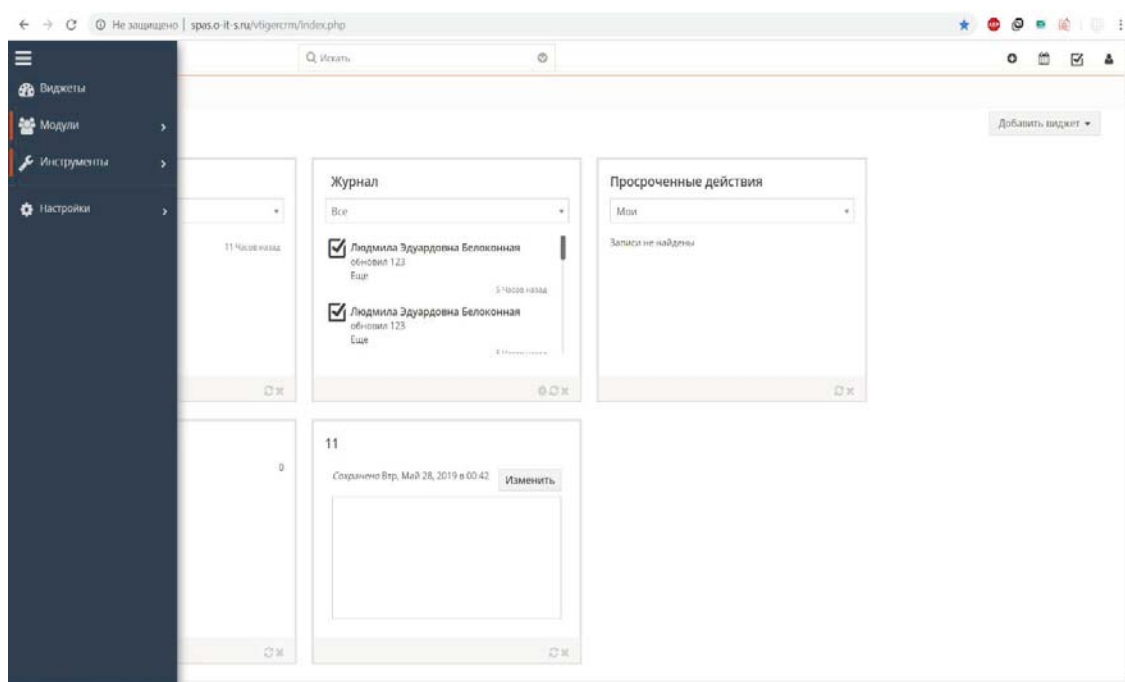 Не защищено | spas.o-it-s.ru/vtigercrm/index.php
Искать
Виджеты
Модули
Инструменты
Настройки
Добавить виджет
Журнал
Просроченные действия
Все
Мои
11 Часов назад
Людмила Эдуардовна Белоконная
обновил 123
Еще
5 Часов назад
Людмила Эдуардовна Белоконная
обновил 123
Еще
Записи не найдены
11
0
Сохранено Втр, Май 28, 2019 в 00:42
Изменить